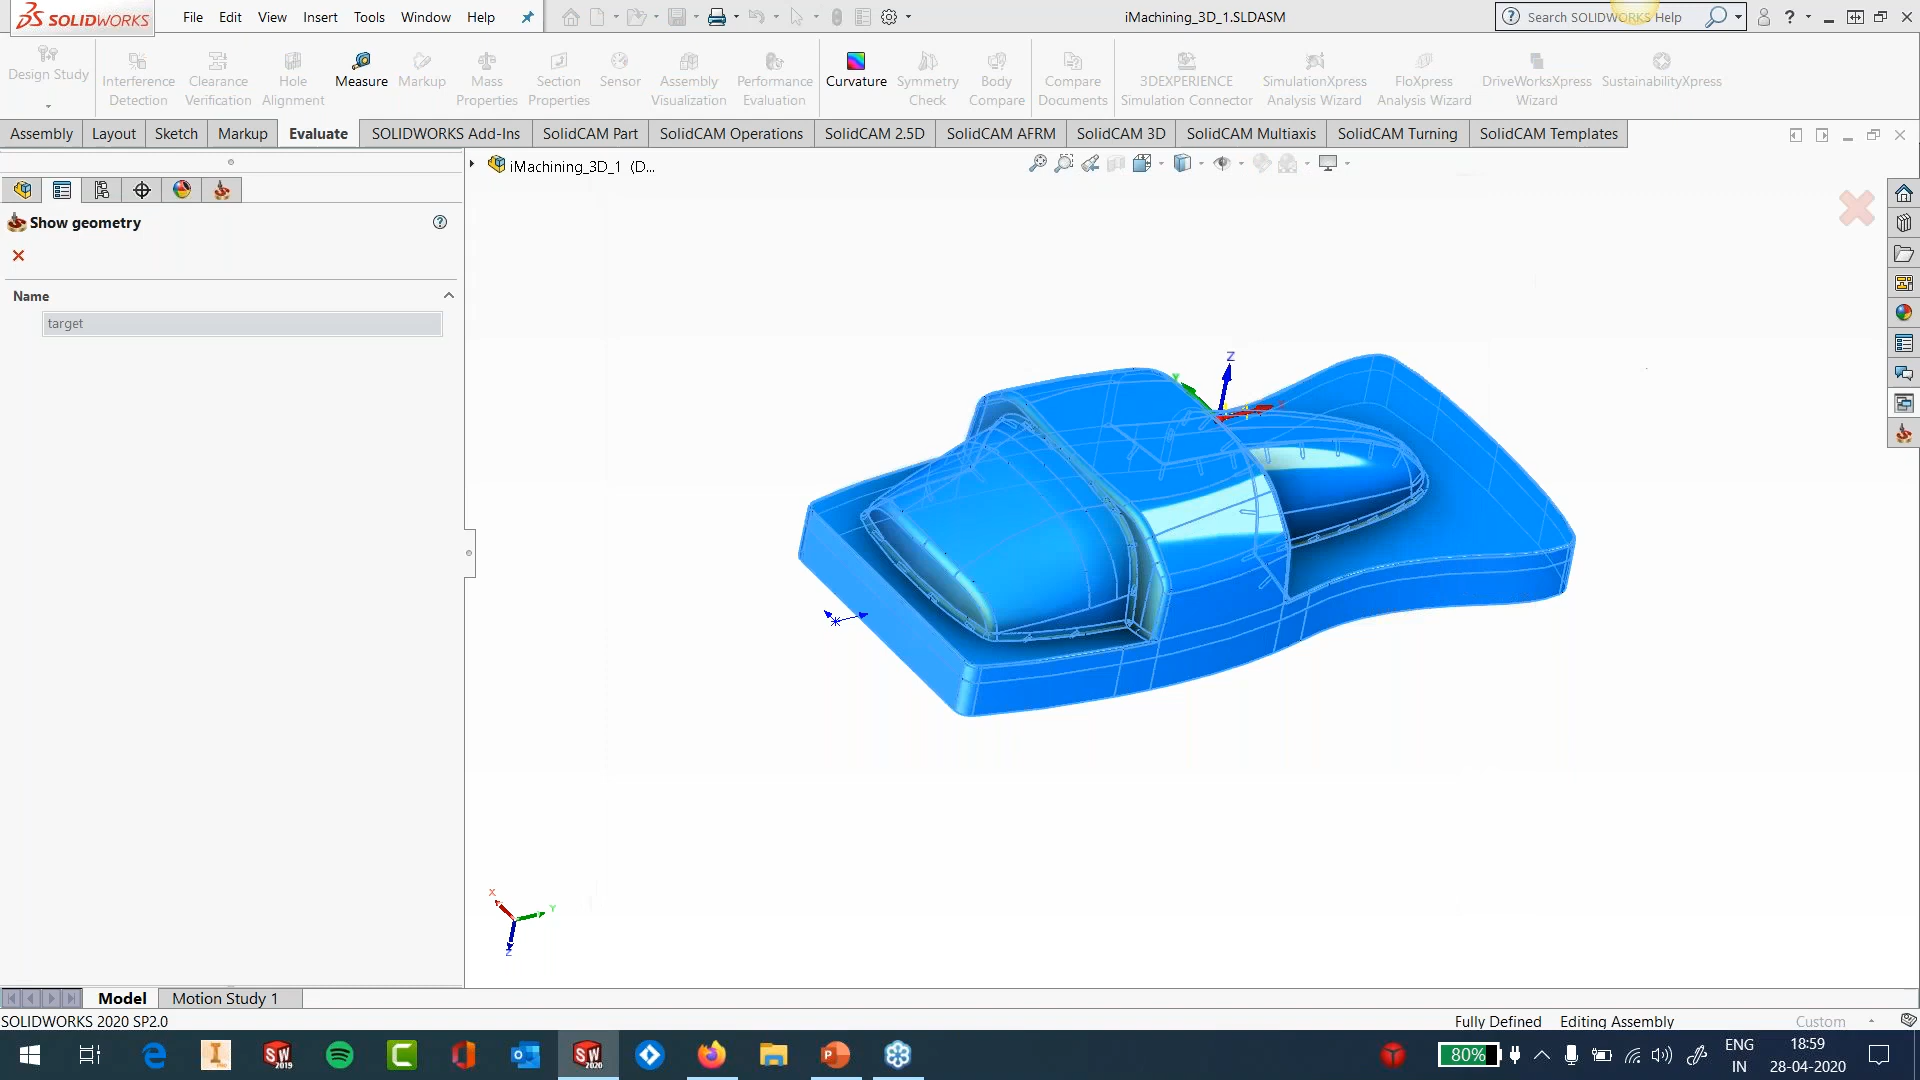 SOLIDWORKS
File Edit View Insert Tools Window Help
iMachining_3D_1.SLDASM
Search SOLIDWORKS Help
Design Study
Interference Detection
Clearance Verification
Hole Alignment
Measure
Markup
Mass Properties
Section Properties
Sensor
Assembly Visualization
Performance Evaluation
Curvature
Symmetry Check
Body Compare
Compare Documents
3DEXPERIENCE Simulation Connector
SimulationXpress Analysis Wizard
FloXpress Analysis Wizard
DriveWorksXpress Wizard
SustainabilityXpress
Assembly Layout Sketch Markup Evaluate SOLIDWORKS Add-Ins SolidCAM Part SolidCAM Operations SolidCAM 2.5D SolidCAM AFRM SolidCAM 3D SolidCAM Multiaxis SolidCAM Turning SolidCAM Templates
iMachining_3D_1 (D...
Show geometry
Name
target
Z
Y
X
Y
Z
Model Motion Study 1
SOLIDWORKS 2020 SP2.0
Fully Defined Editing Assembly Custom
SW 2019
SW 2020
80%
ENG
IN
18:59
28-04-2020